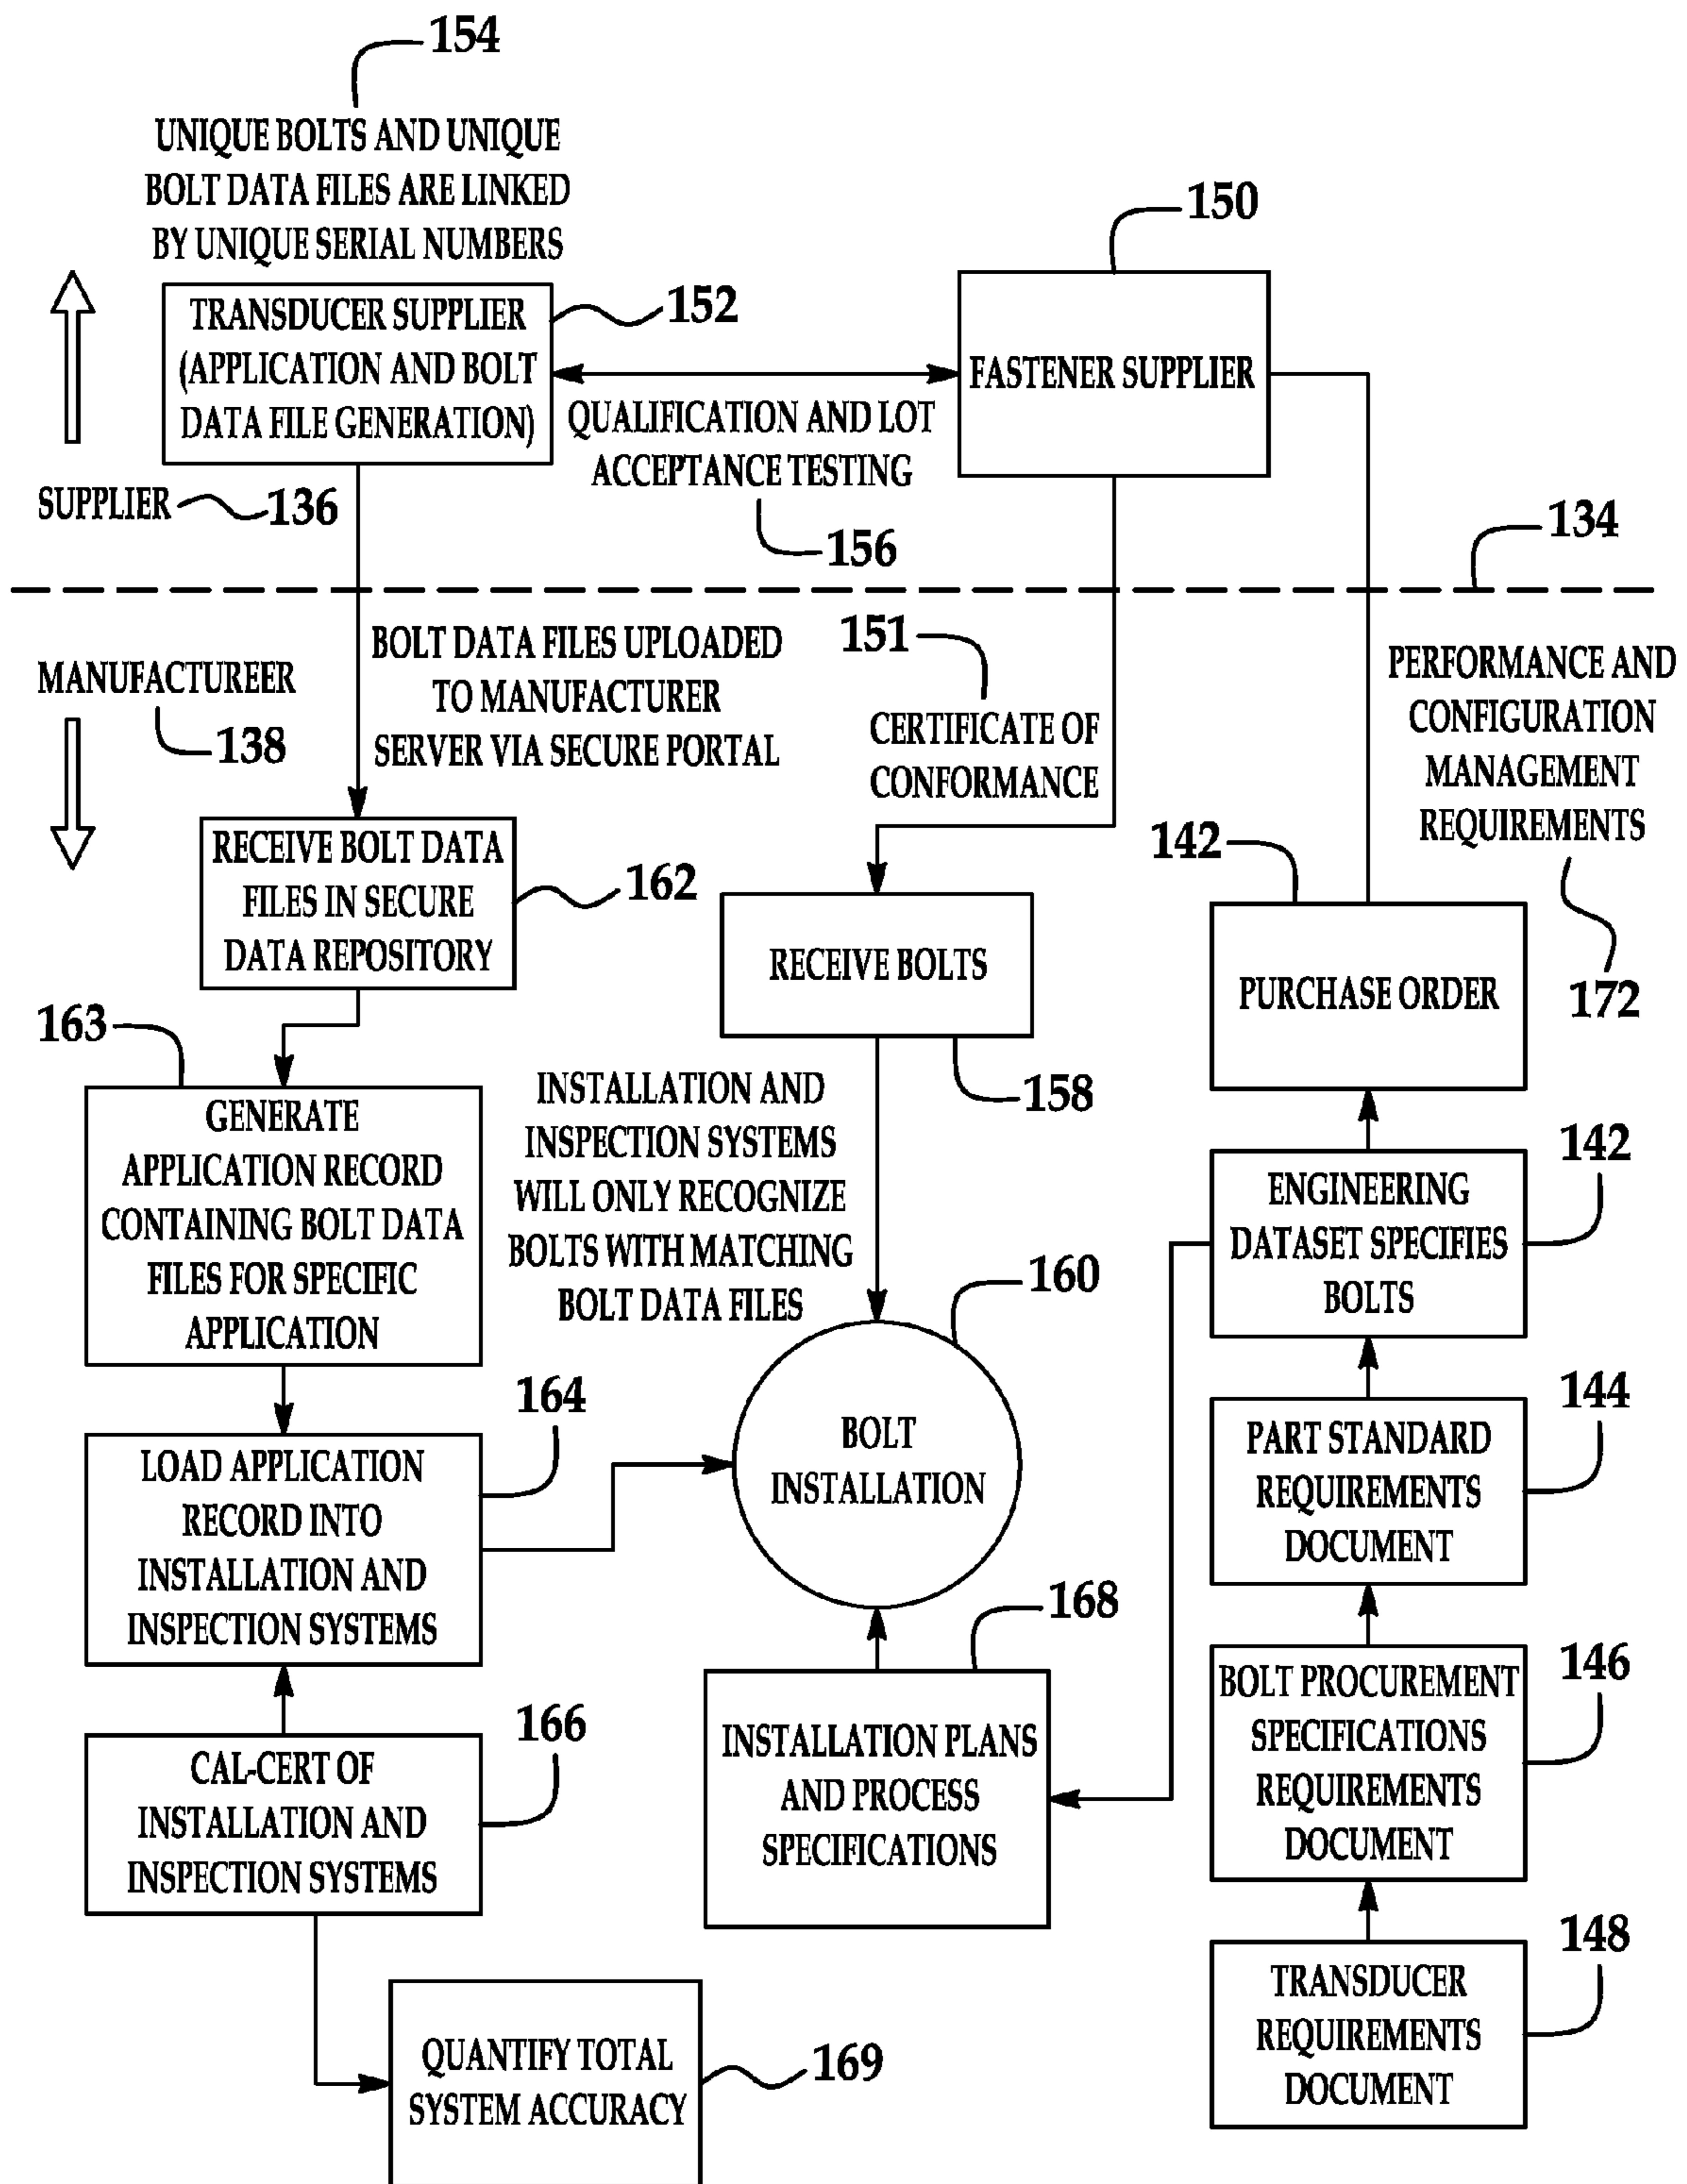 154
UNIQUE BOLTS AND UNIQUE
BOLT DATA FILES ARE LINKED
BY UNIQUE SERIAL NUMBERS
150
TRANSDUCER SUPPLIER
(APPLICATION AND BOLT
DATA FILE GENERATION)
152
FASTENER SUPPLIER
QUALIFICATION AND LOT
ACCEPTANCE TESTING
156
SUPPLIER
136
134
MANUFACTUREER
138
BOLT DATA FILES UPLOADED
TO MANUFACTURER
SERVER VIA SECURE PORTAL
151
CERTIFICATE OF
CONFORMANCE
PERFORMANCE AND
CONFIGURATION
MANAGEMENT
REQUIREMENTS
172
RECEIVE BOLT DATA
FILES IN SECURE
DATA REPOSITORY
162
RECEIVE BOLTS
158
142
PURCHASE ORDER
163
GENERATE
APPLICATION RECORD
CONTAINING BOLT DATA
FILES FOR SPECIFIC
APPLICATION
INSTALLATION AND
INSPECTION SYSTEMS
WILL ONLY RECOGNIZE
BOLTS WITH MATCHING
BOLT DATA FILES
160
142
ENGINEERING
DATASET SPECIFIES
BOLTS
164
LOAD APPLICATION
RECORD INTO
INSTALLATION AND
INSPECTION SYSTEMS
BOLT
INSTALLATION
144
PART STANDARD
REQUIREMENTS
DOCUMENT
168
INSTALLATION PLANS
AND PROCESS
SPECIFICATIONS
146
BOLT PROCUREMENT
SPECIFICATIONS
REQUIREMENTS
DOCUMENT
166
CAL-CERT OF
INSTALLATION AND
INSPECTION SYSTEMS
148
TRANSDUCER
REQUIREMENTS
DOCUMENT
QUANTIFY TOTAL
SYSTEM ACCURACY
169